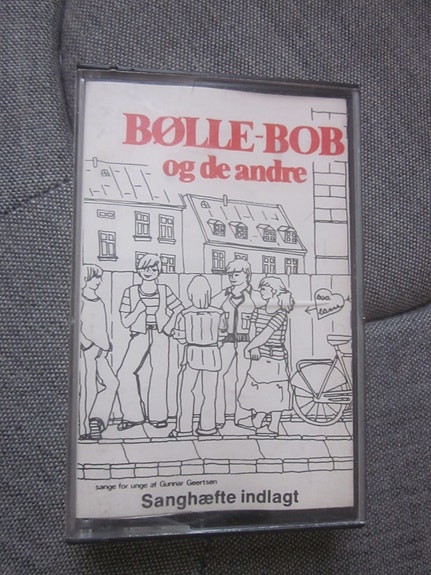 BØLLE-BOB
og de andre
sange for unge af Gunnar Geertsen
Sanghæfte indlagt